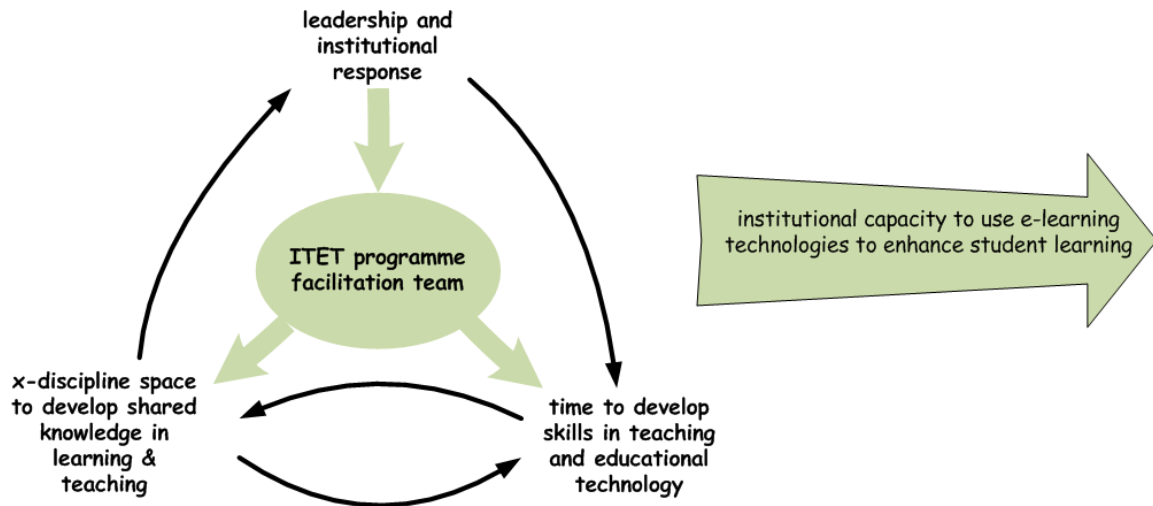 leadership and
institutional
response
ITET programme
facilitation team
institutional capacity to use e-learning
technologies to enhance student learning
x-discipline space
to develop shared
knowledge in
learning &
teaching
time to develop
skills in teaching
and educational
technology